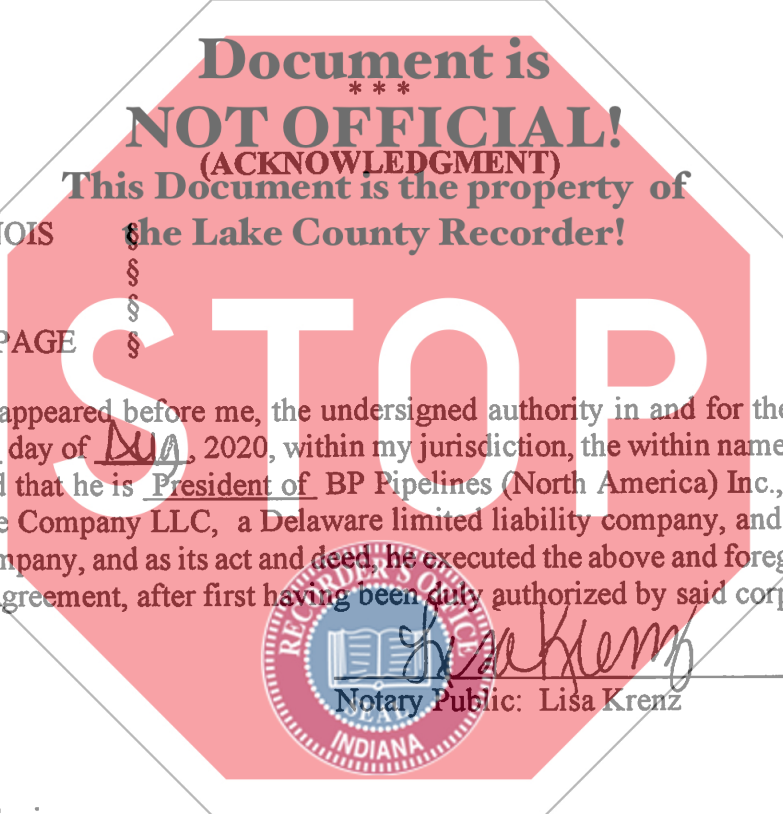 Document is
* * *
NOT OFFICIAL!
(ACKNOWLEDGMENT)
This Document is the property of
NOIS § the Lake County Recorder!
§
§
PAGE §
STOP
appeared before me, the undersigned authority in and for the
day of Aug, 2020, within my jurisdiction, the within name
d that he is President of BP Pipelines (North America) Inc.,
e Company LLC, a Delaware limited liability company, and
mpany, and as its act and deed, he executed the above and foreg
greement, after first having been duly authorized by said corp
RECORDER'S OFFICE
Lisa Krenz
Notary Public: Lisa Krenz
SEAL
INDIANA